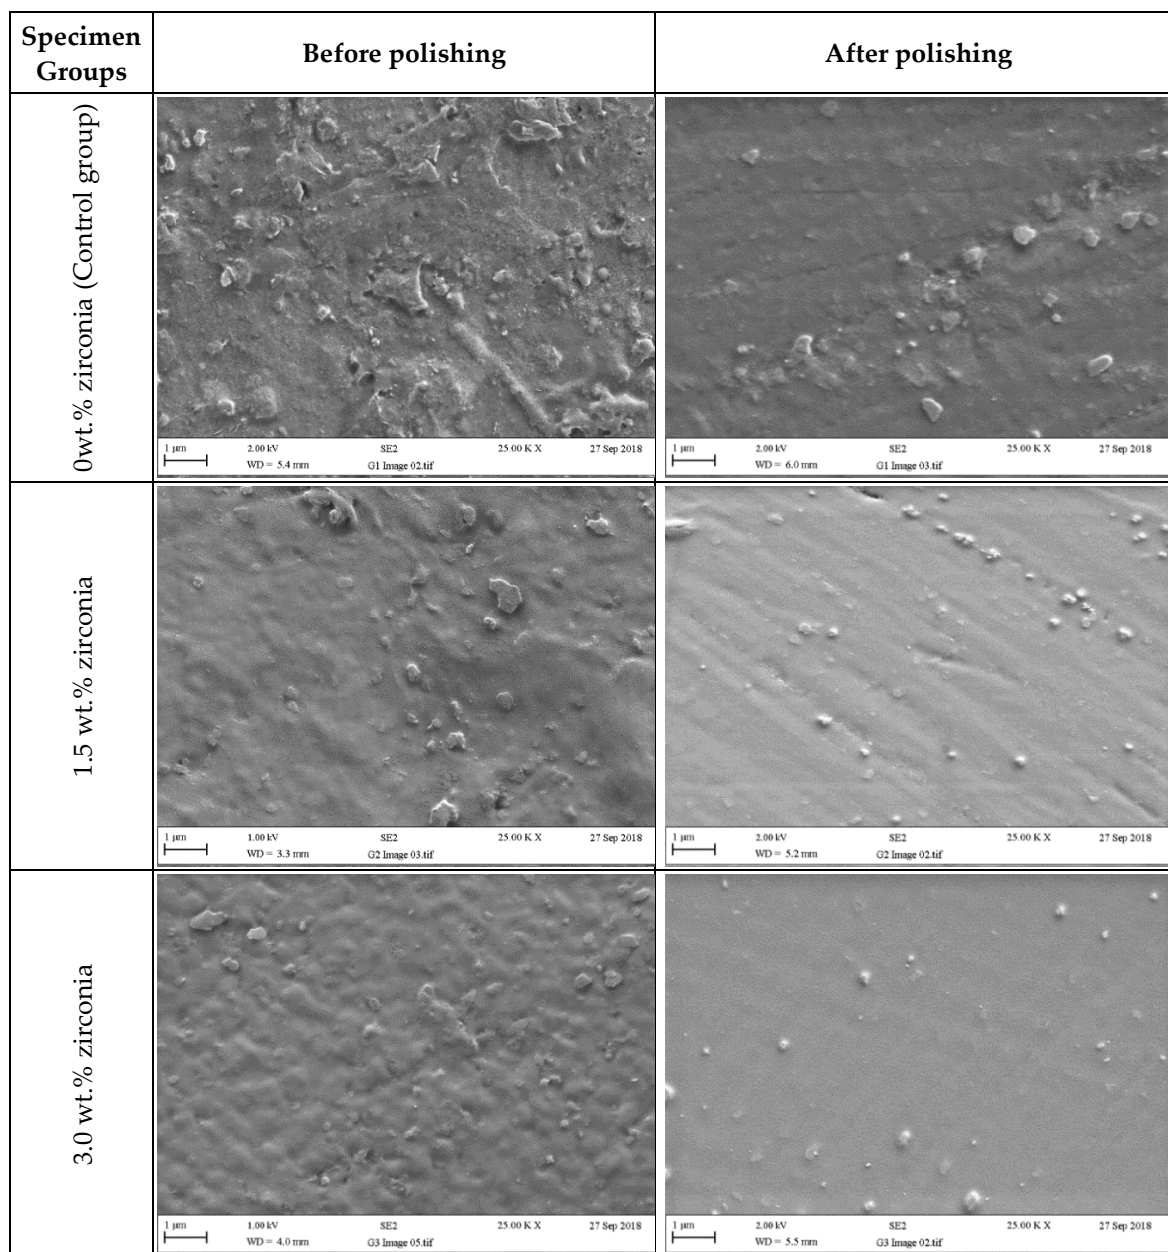 Specimen
Groups
Before polishing
After polishing
0wt.% zirconia (Control group)
1 µm 2.00 kV SE2 25.00 K X 27 Sep 2018
WD = 5.4 mm G1 Image 02.tif
1 µm 2.00 kV SE2 25.00 K X 27 Sep 2018
WD = 6.0 mm G1 Image 03.tif
1.5 wt.% zirconia
1 µm 1.00 kV SE2 25.00 K X 27 Sep 2018
WD = 3.3 mm G2 Image 03.tif
1 µm 2.00 kV SE2 25.00 K X 27 Sep 2018
WD = 5.2 mm G2 Image 02.tif
3.0 wt.% zirconia
1 µm 1.00 kV SE2 25.00 K X 27 Sep 2018
WD = 4.0 mm G3 Image 05.tif
1 µm 2.00 kV SE2 25.00 K X 27 Sep 2018
WD = 5.5 mm G3 Image 02.tif